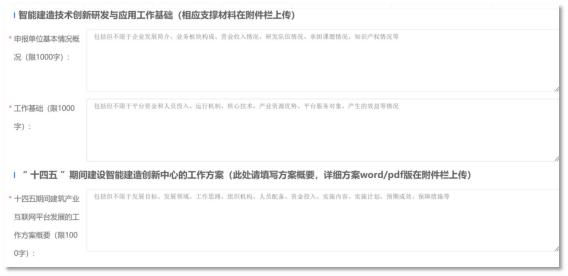 智能建造技术创新研发与应用工作基础（相应支撑材料在附件栏上传）
* 申报单位基本情况概
况（限1000字）：
包括但不限于企业发展简介、业务板块构成、营业收入情况、研发队伍情况、承担课题情况、知识产权情况等
* 工作基础（限1000
字）：
包括但不限于平台资金和人员投入、运行机制、核心技术、产业资源优势、平台服务对象、产生的效益等情况
“ 十四五 ” 期间建设智能建造创新中心的工作方案（此处请填写方案概要，详细方案word/pdf版在附件栏上传）
* 十四五期间建筑产业
互联网平台发展的工
作方案概要（限100
0字）：
包括但不限于发展目标、发展领域、工作思路、组织机构、人员配备、资金投入、实施内容、实施计划、预期成效、保障措施等